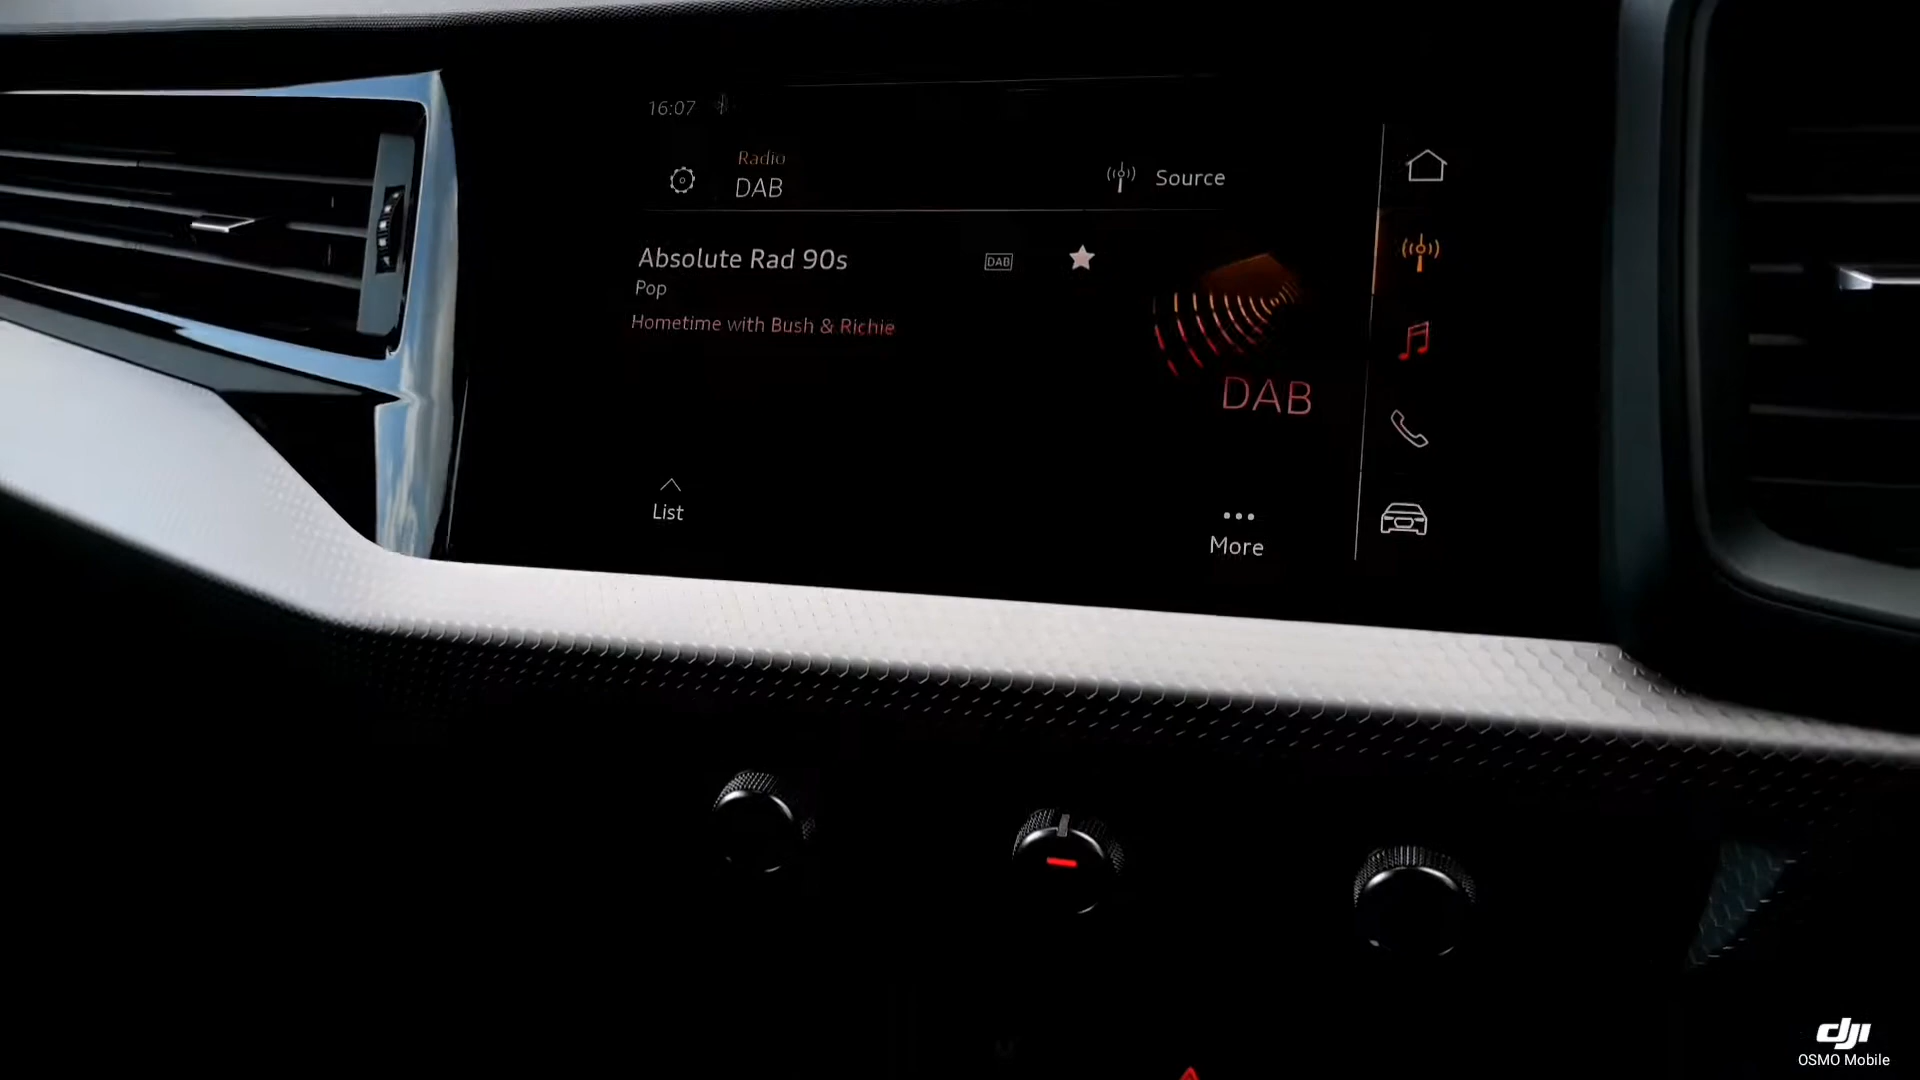 16:07
Radio
DAB
Source
Absolute Rad 90s
DAB
Pop
Hometime with Bush & Richie
DAB
List
More
dji
OSMO Mobile